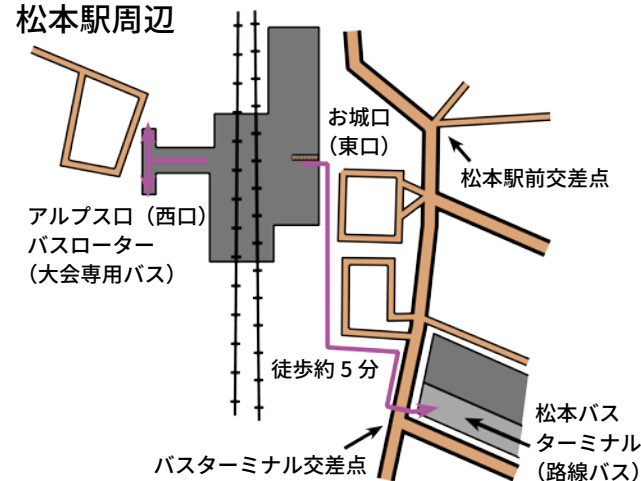 松本駅周辺
お城口
（東口）
松本駅前交差点
アルプス口（西口）
バスローター
（大会専用バス）
徒歩約５分
松本バス
ターミナル
（路線バス）
バスターミナル交差点